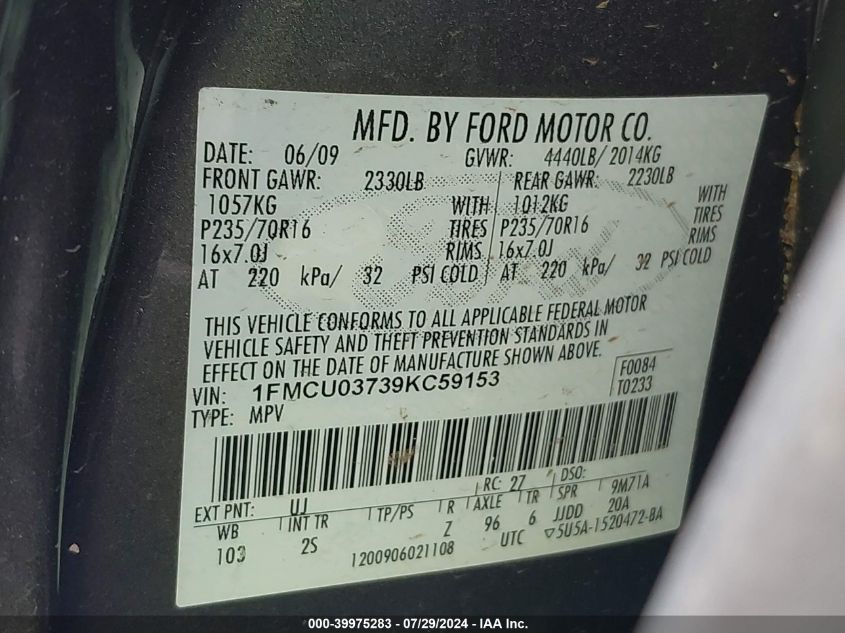 MFD. BY FORD MOTOR CO.
DATE: 06/09 GVWR: 4440LB/ 2014KG
FRONT GAWR: 2330LB REAR GAWR: 2230LB
1057KG WITH 1012KG WITH
P235/70R16 TIRES P235/70R16 TIRES
16x7.0J RIMS 16x7.0J RIMS
AT 220 kPa/ 32 PSI COLD AT 220 kPa/ 32 PSI COLD
THIS VEHICLE CONFORMS TO ALL APPLICABLE FEDERAL MOTOR
VEHICLE SAFETY AND THEFT PREVENTION STANDARDS IN
EFFECT ON THE DATE OF MANUFACTURE SHOWN ABOVE.
VIN: 1FMCU03739KC59153 F0084
TYPE: MPV T0233
EXT PNT: UJ RC: 27 DSO:
WB INT TR TP/PS R AXLE TR SPR 9M71A
103 2S Z 96 6 JJDD 20A
1200906021108 UTC 5U5A-1520472-BA
000-39975283 / 07/29/2024 - IAA Inc.